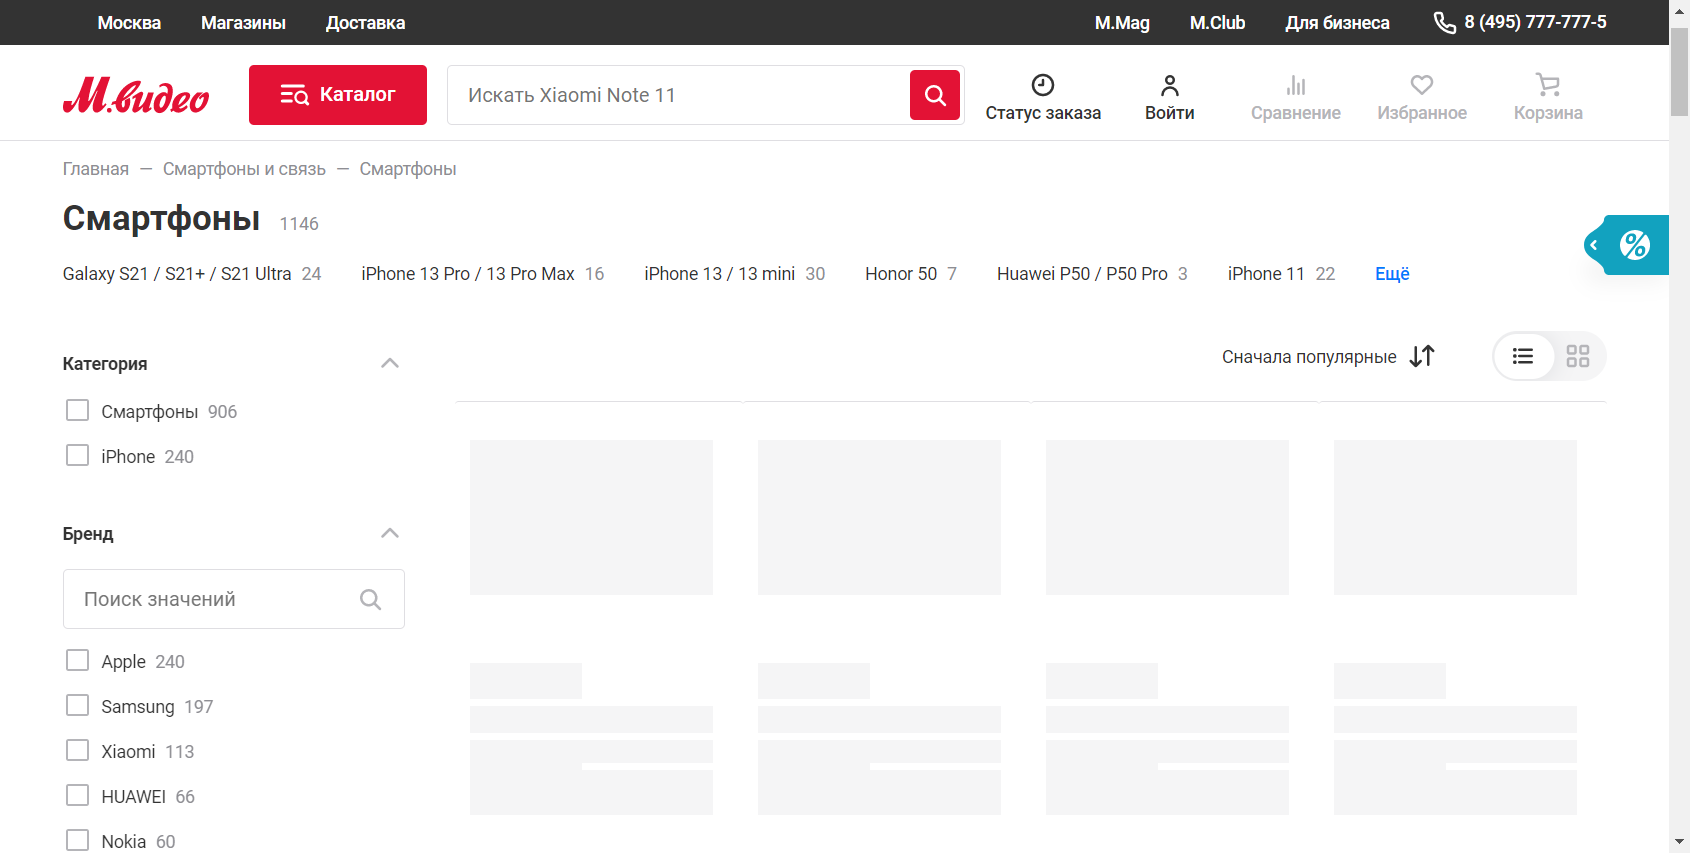 Москва Магазины Доставка M.Mag M.Club Для бизнеса 8 (495) 777-777-5
М.видео Каталог Искать Xiaomi Note 11 Статус заказа Войти Сравнение Избранное Корзина
Главная — Смартфоны и связь — Смартфоны
Смартфоны 1146
Galaxy S21 / S21+ / S21 Ultra 24 iPhone 13 Pro / 13 Pro Max 16 iPhone 13 / 13 mini 30 Honor 50 7 Huawei P50 / P50 Pro 3 iPhone 11 22 Ещё
%
Сначала популярные
Категория
Смартфоны 906
iPhone 240
Бренд
Поиск значений
Apple 240
Samsung 197
Xiaomi 113
HUAWEI 66
Nokia 60